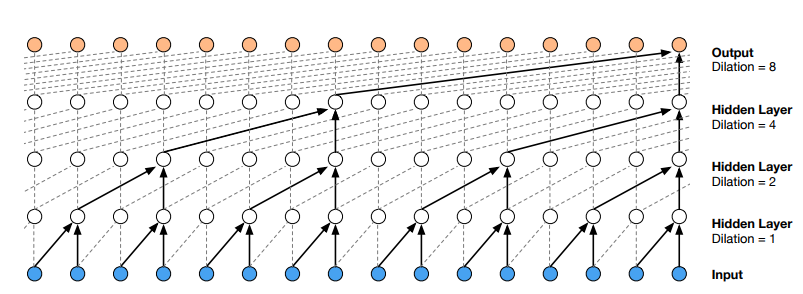 Output
Dilation = 8
Hidden Layer
Dilation = 4
Hidden Layer
Dilation = 2
Hidden Layer
Dilation = 1
Input